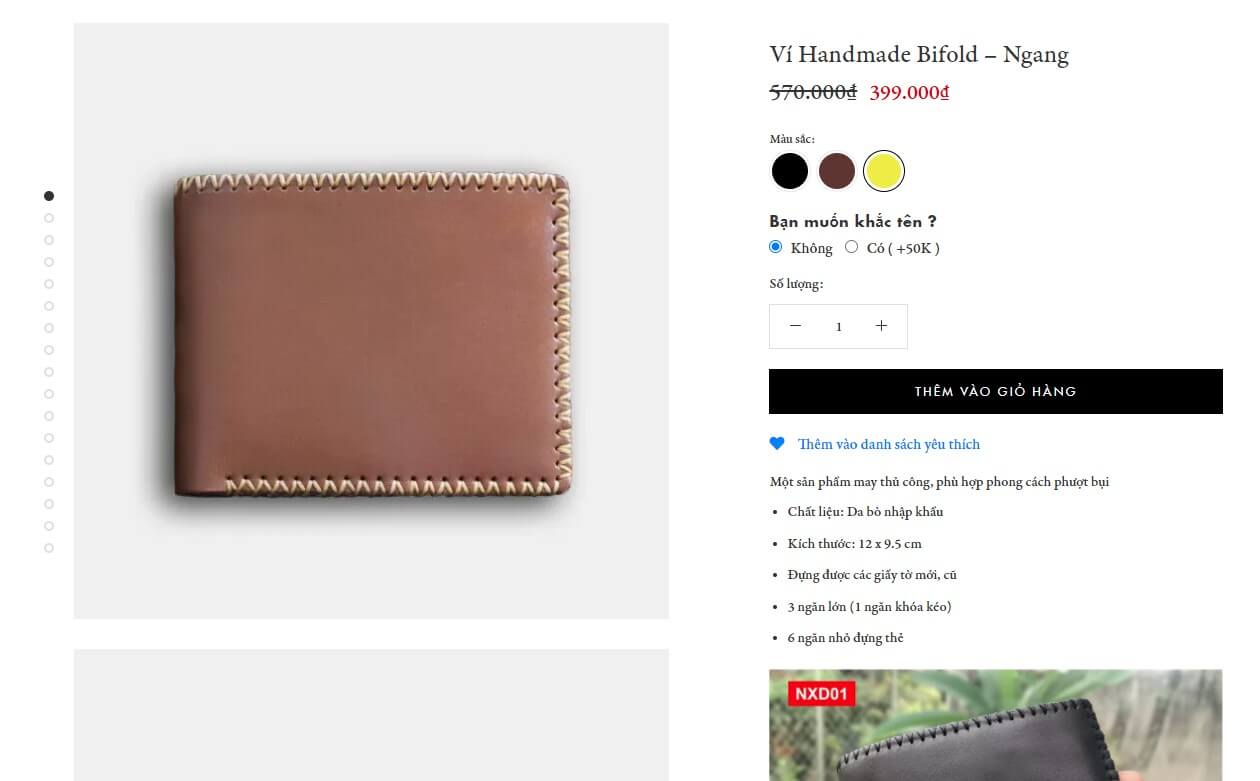 Ví Handmade Bifold – Ngang
570.000₫ 399.000₫
Màu sắc:
Bạn muốn khắc tên ?
Không Có ( +50K )
Số lượng:
1
THÊM VÀO GIỎ HÀNG
Thêm vào danh sách yêu thích
Một sản phẩm may thủ công, phù hợp phong cách phượt bụi
• Chất liệu: Da bò nhập khẩu
• Kích thước: 12 x 9.5 cm
• Đựng được các giấy tờ mới, cũ
• 3 ngăn lớn (1 ngăn khóa kéo)
• 6 ngăn nhỏ đựng thẻ
NXD01